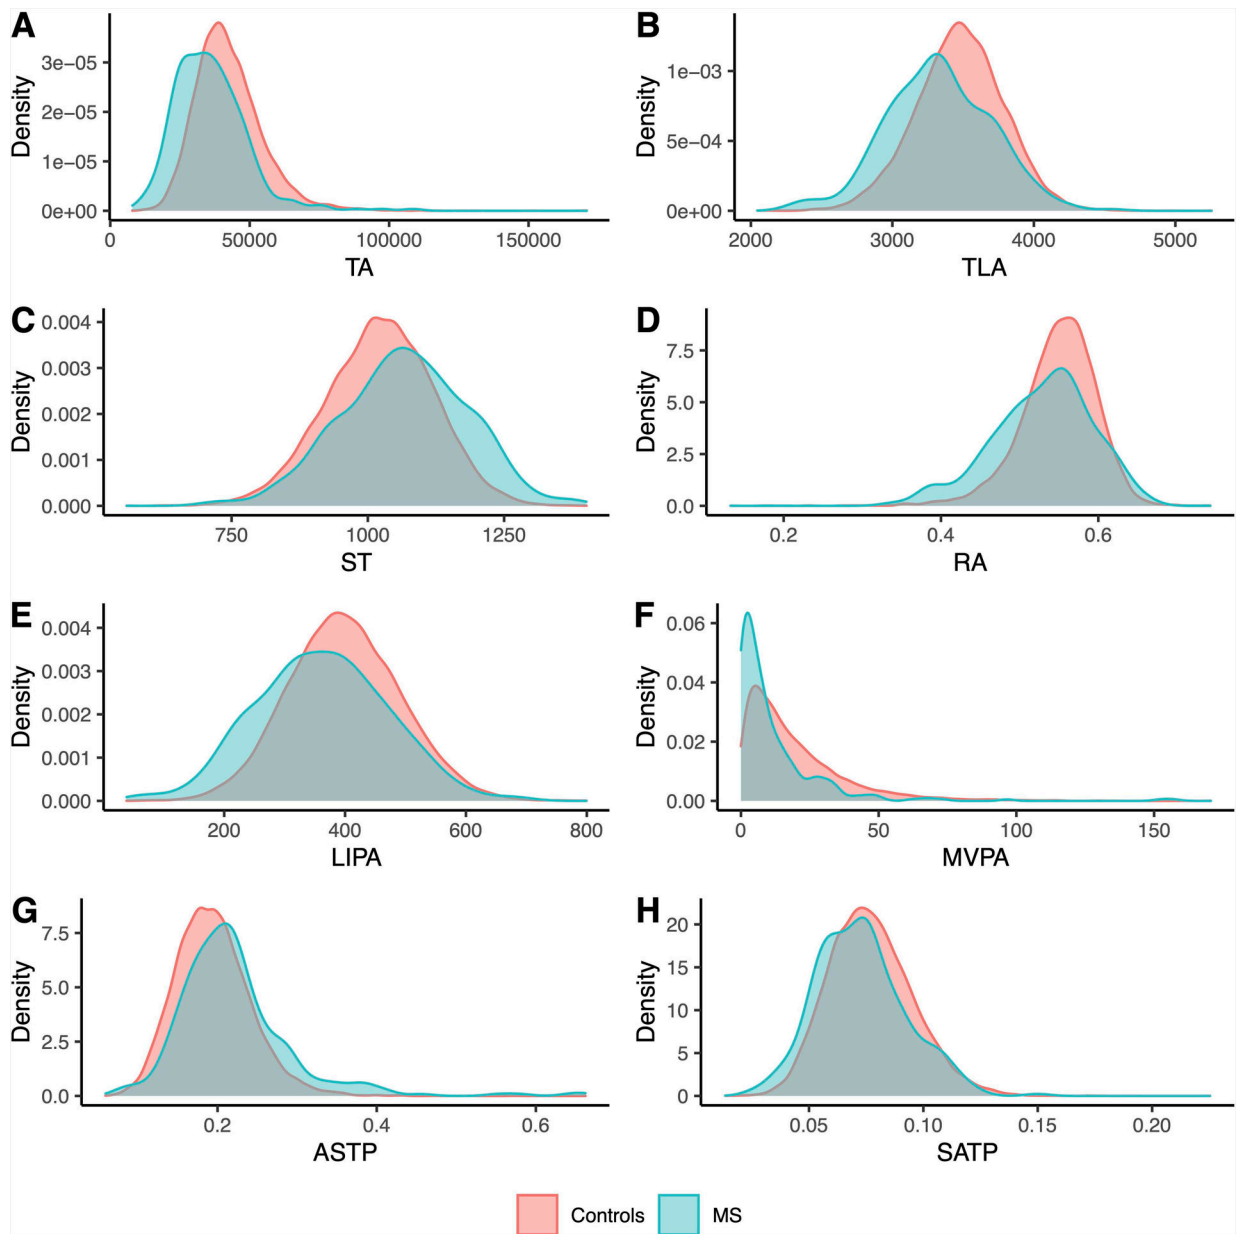 A
Density
3e−05
2e−05
1e−05
0e+00
0 50000 100000 150000
TA
B
Density
1e−03
5e−04
0e+00
2000 3000 4000 5000
TLA
C
Density
0.004
0.003
0.002
0.001
0.000
750 1000 1250
ST
D
Density
7.5
5.0
2.5
0.0
0.2 0.4 0.6
RA
E
Density
0.004
0.003
0.002
0.001
0.000
200 400 600 800
LIPA
F
Density
0.06
0.04
0.02
0.00
0 50 100 150
MVPA
G
Density
7.5
5.0
2.5
0.0
0.2 0.4 0.6
ASTP
H
Density
20
15
10
5
0
0.05 0.10 0.15 0.20
SATP
Controls MS